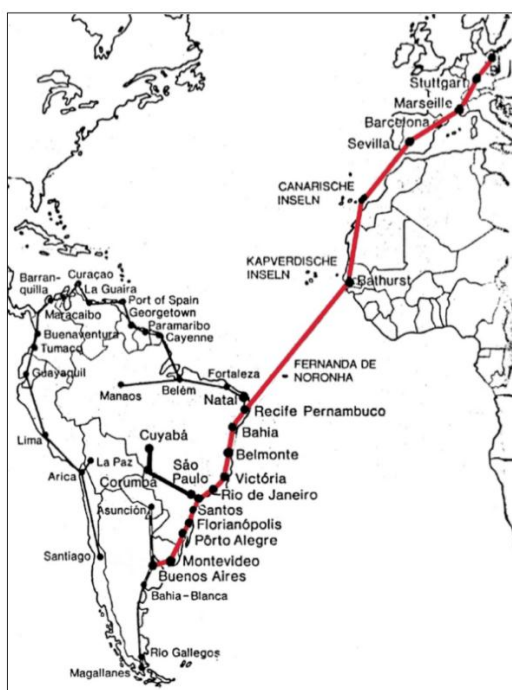 B
Stuttgart
Marseille
Barcelona
Sevilla
CANARISCHE
INSELN
KAPVERDISCHE
INSELN
Bathurst
Curaçao
Barran-
quilla
La Guaira
Port of Spain
Maracaibo
Georgetown
Paramaribo
Buenaventura
Cayenne
Tumaco
FERNANDA DE
NORONHA
Guayaquil
Fortaleza
Manaos
Belém
Natal
Recife Pernambuco
Bahia
Lima
Cuyabá
Belmonte
La Paz
São
Paulo
Victória
Arica
Corumbá
Rio de Janeiro
Santos
Asunción
Florianópolis
Pôrto Alegre
Santiago
Montevideo
Buenos Aires
Bahia-Blanca
Rio Gallegos
Magallanes